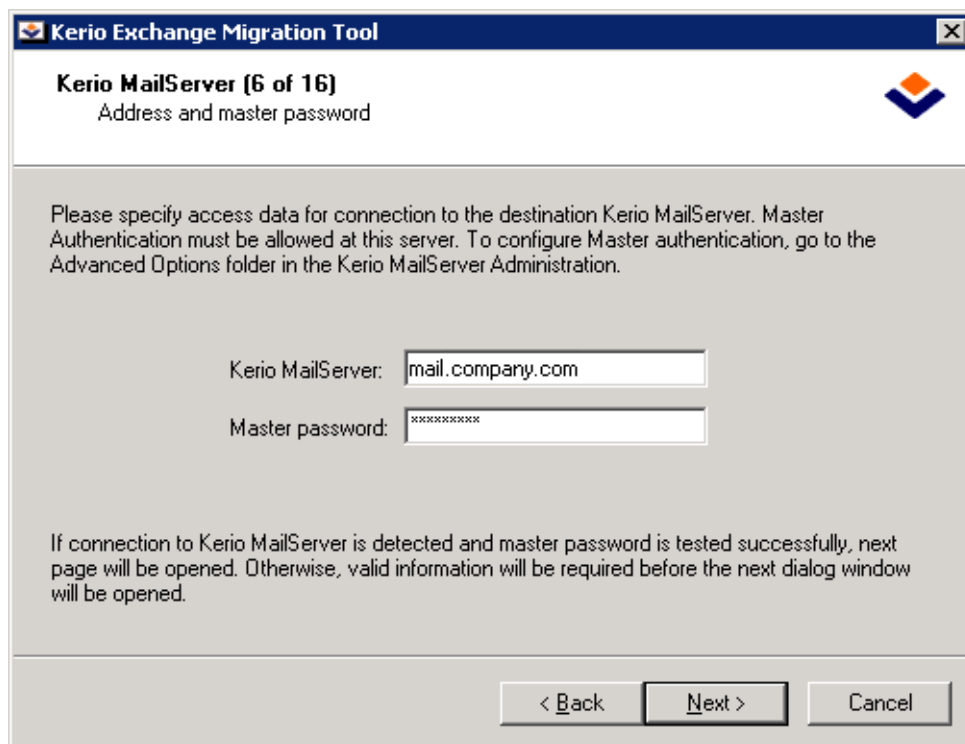 Kerio Exchange Migration Tool
Kerio MailServer (6 of 16)
Address and master password
Please specify access data for connection to the destination Kerio MailServer. Master
Authentication must be allowed at this server. To configure Master authentication, go to the
Advanced Options folder in the Kerio MailServer Administration.
Kerio MailServer: mail.company.com
Master password: *********
If connection to Kerio MailServer is detected and master password is tested successfully, next
page will be opened. Otherwise, valid information will be required before the next dialog window
will be opened.
< Back Next > Cancel